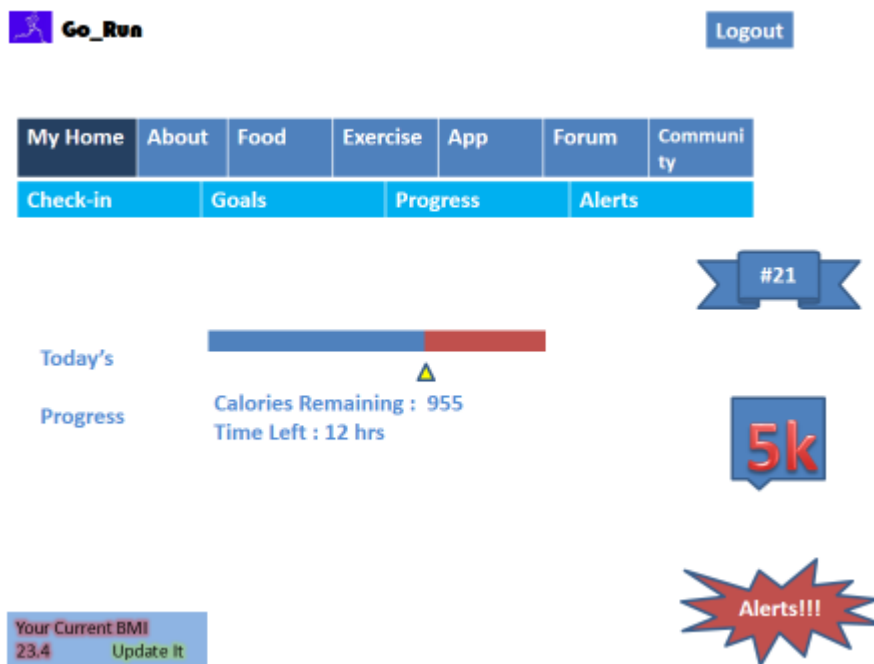 Go_Run
Logout
My Home About Food Exercise App Forum Communi
ty
Check-in Goals Progress Alerts
#21
Today's
Progress
Calories Remaining : 955
Time Left : 12 hrs
5k
Alerts!!!
Your Current BMI
23.4 Update It